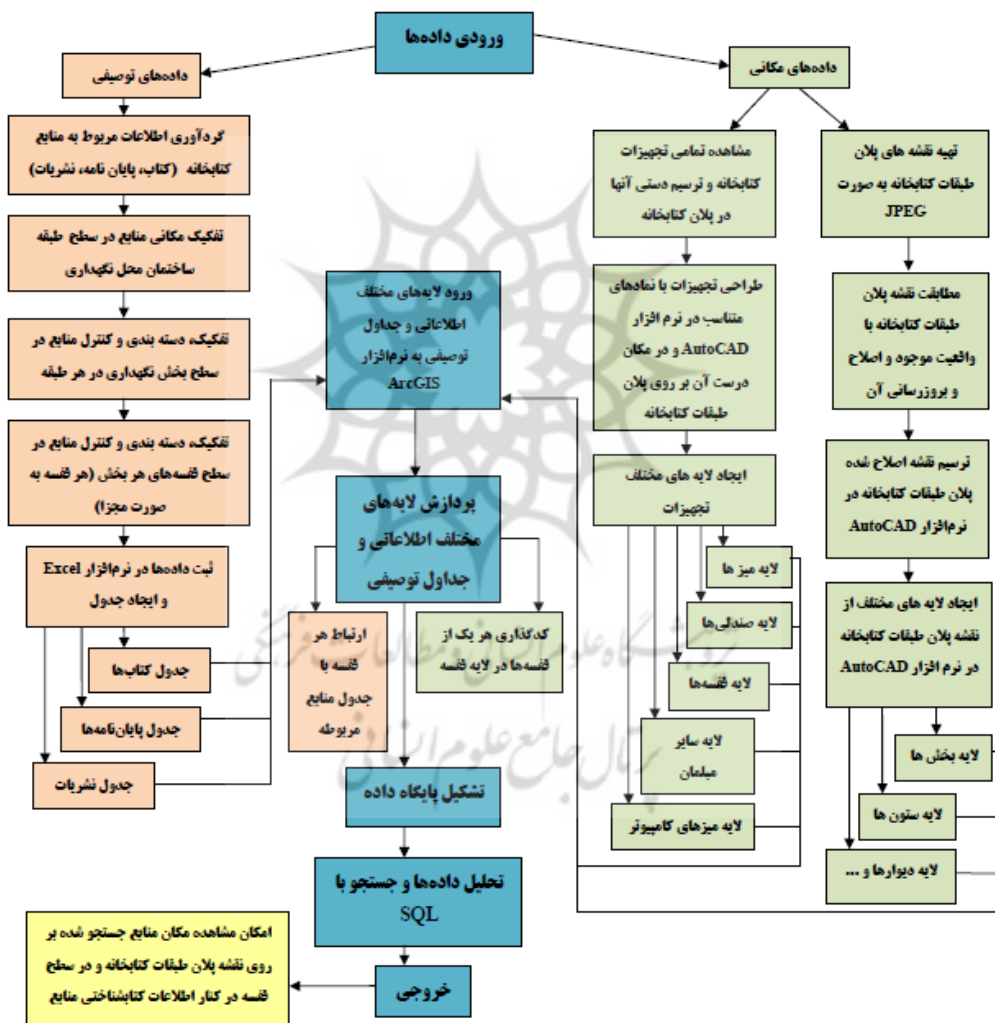 ورودی داده‌ها
داده‌های مکانی
داده‌های توصیفی
تهیه نقشه های پلان
طبقات کتابخانه به صورت
JPEG
مطابقت نقشه پلان
طبقات کتابخانه با
واقعیت موجود و اصلاح
و بروزرسانی آن
ترسیم نقشه اصلاح شده
پلان طبقات کتابخانه در
نرم‌افزار AutoCAD
ایجاد لایه های مختلف از
نقشه پلان طبقات کتابخانه
در نرم افزار AutoCAD
لایه بخش ها
لایه ستون ها
لایه دیوارها و ...
مشاهده تمامی تجهیزات
کتابخانه و ترسیم دستی آنها
در پلان کتابخانه
طراحی تجهیزات با نمادهای
متناسب در نرم افزار
AutoCAD و در مکان
درست آن بر روی پلان
طبقات کتابخانه
ایجاد لایه های مختلف
تجهیزات
لایه میز ها
لایه صندلی‌ها
لایه قفسه‌ها
لایه سایر
مبلمان
لایه میزهای کامپیوتر
گردآوری اطلاعات مربوط به منابع
کتابخانه (کتاب، پایان نامه، نشریات)
تفکیک مکانی منابع در سطح طبقه
ساختمان محل نگهداری
تفکیک، دسته بندی و کنترل منابع در
سطح بخش نگهداری در هر طبقه
تفکیک، دسته بندی و کنترل منابع در
سطح قفسه‌های هر بخش (هر قفسه به
صورت مجزا)
ثبت داده‌ها در نرم‌افزار Excel
و ایجاد جدول
جدول کتاب‌ها
جدول پایان‌نامه‌ها
جدول نشریات
ورود لایه‌های مختلف
اطلاعاتی و جداول
توصیفی به نرم‌افزار
ArcGIS
پردازش لایه‌های
مختلف اطلاعاتی و
جداول توصیفی
کدگذاری هر یک از
قفسه‌ها در لایه قفسه
ارتباط هر
قفسه با
جدول منابع
مربوطه
تشکیل پایگاه داده
تحلیل داده‌ها و جستجو با
SQL
خروجی
امکان مشاهده مکان منابع جستجو شده بر
روی نقشه پلان طبقات کتابخانه و در سطح
قفسه در کنار اطلاعات کتابشناختی منابع
پژوهشگاه علوم انسانی و مطالعات فرهنگی
پرتال جامع علوم انسانی